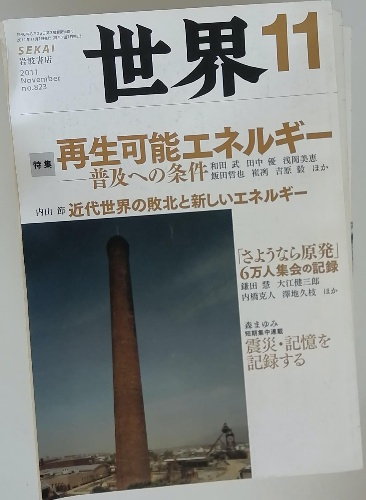 SEKAI
岩波書店
2011
November
no.823
世界 11
特集
再生可能エネルギー
―普及への条件
和田 武 田中 優 浅岡美恵
飯田哲也 吉原 毅 ほか
内山 節 近代世界の敗北と新しいエネルギー
「さようなら原発」
6万人集会の記録
鎌田 慧 大江健三郎
内橋克人 澤地久枝 ほか
森まゆみ
短期集中連載
震災・記憶を
記録する